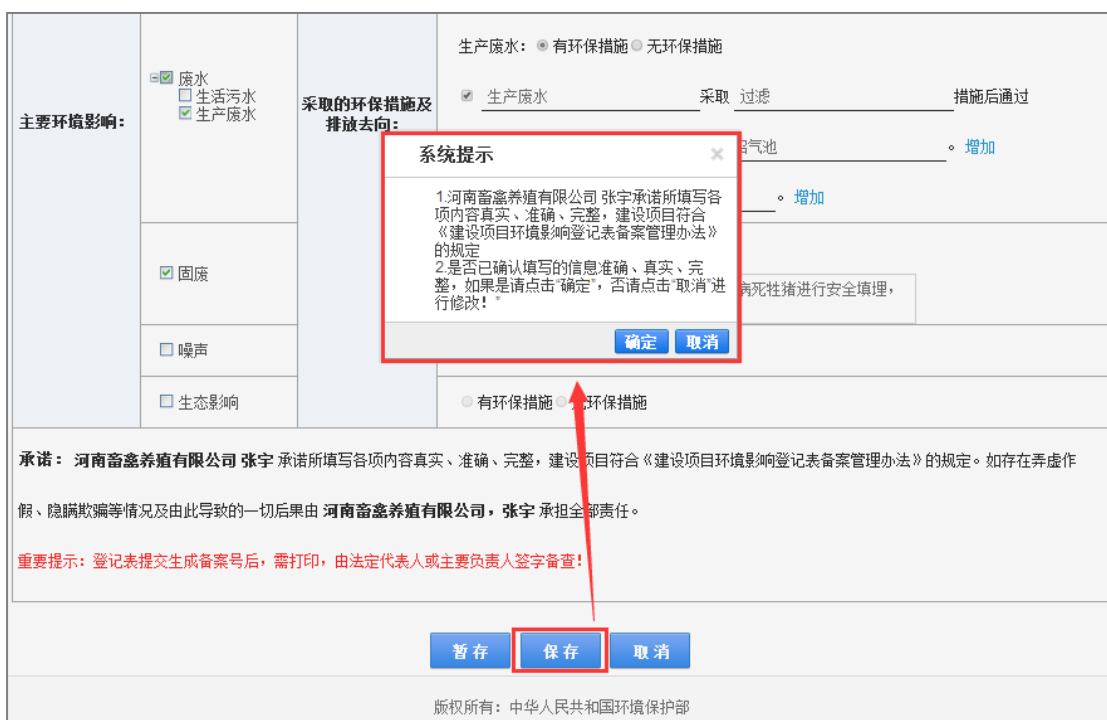 生产废水： 有环保措施 无环保措施
废水
生活污水
生产废水
主要环境影响：
采取的环保措施及
排放去向：
生产废水 采取 过滤 措施后通过
气池 。 增加
。 增加
系统提示 ×
1.河南畜鑫养殖有限公司 张宇承诺所填写各
项内容真实、准确、完整，建设项目符合
《建设项目环境影响登记表备案管理办法》
的规定
2.是否已确认填写的信息准确、真实、完
整，如果是请点击“确定”，否请点击“取消”进
行修改！”
确定 取消
固废
病死牲猪进行安全填埋，
噪声
生态影响
有环保措施 环保措施
承诺： 河南畜鑫养殖有限公司 张宇 承诺所填写各项内容真实、准确、完整，建设项目符合《建设项目环境影响登记表备案管理办法》的规定。如存在弄虚作
假、隐瞒欺骗等情况及由此导致的一切后果由 河南畜鑫养殖有限公司，张宇 承担全部责任。
重要提示：登记表提交生成备案号后，需打印，由法定代表人或主要负责人签字备查！
暂存 保存 取消
版权所有：中华人民共和国环境保护部